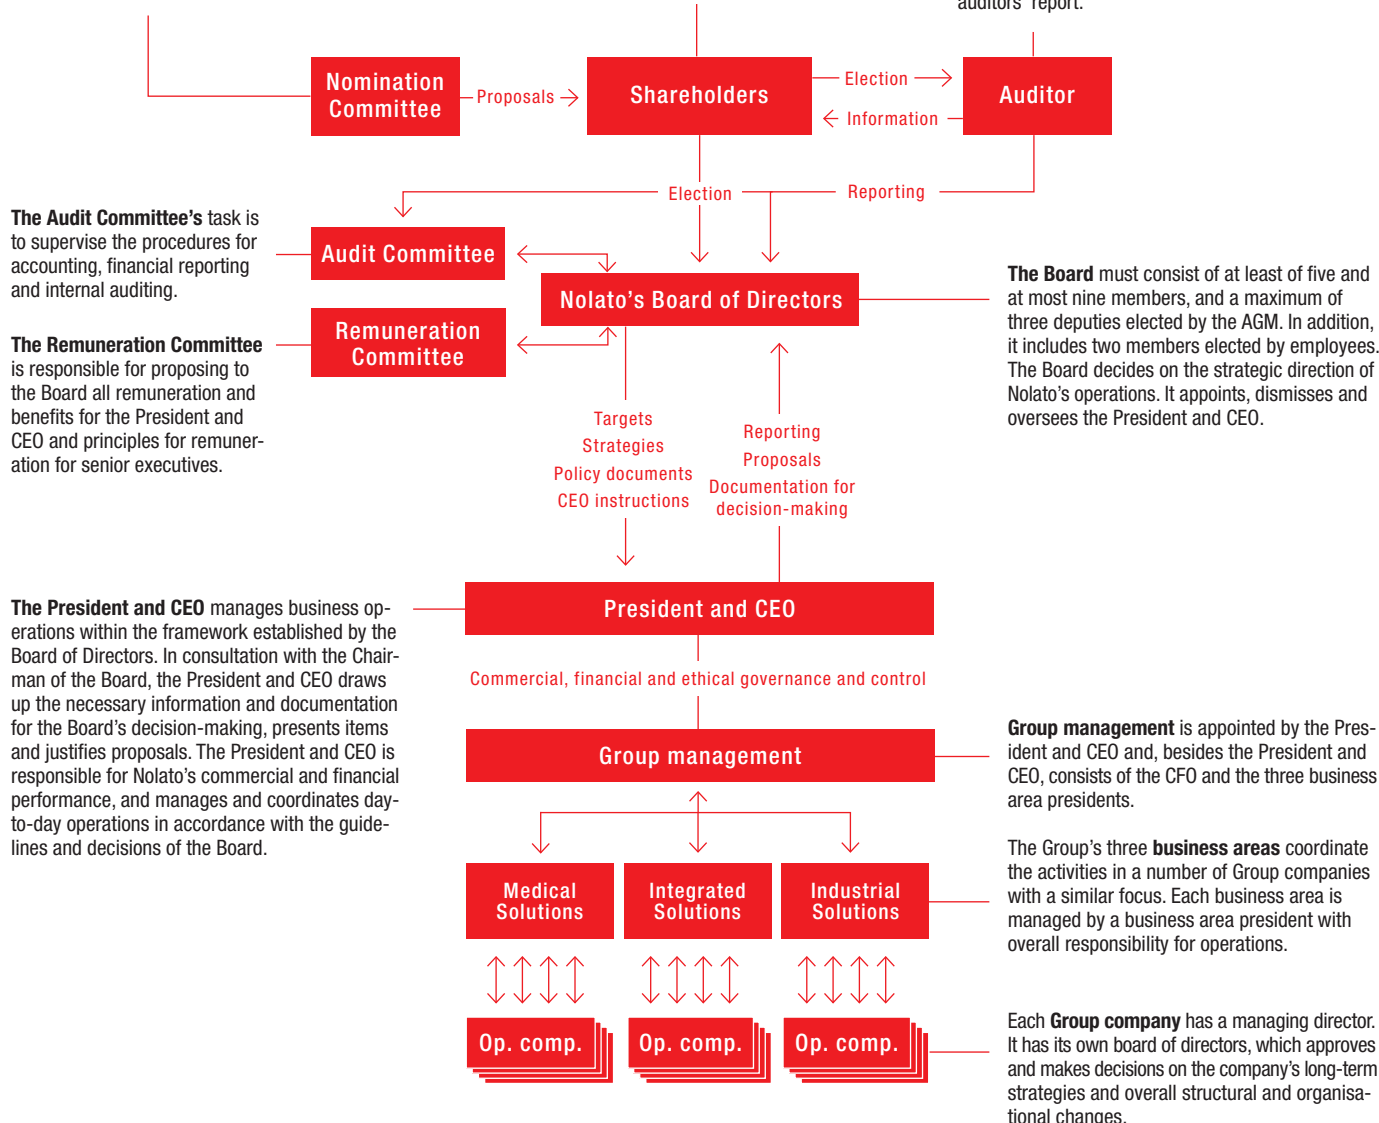 auditors' report.
Nomination
Committee
Proposals
Shareholders
Election
Information
Auditor
Election
Reporting
The Audit Committee's task is
to supervise the procedures for
accounting, financial reporting
and internal auditing.
Audit Committee
Nolato's Board of Directors
The Remuneration Committee
is responsible for proposing to
the Board all remuneration and
benefits for the President and
CEO and principles for remuner-
ation for senior executives.
Remuneration
Committee
The Board must consist of at least of five and
at most nine members, and a maximum of
three deputies elected by the AGM. In addition,
it includes two members elected by employees.
The Board decides on the strategic direction of
Nolato's operations. It appoints, dismisses and
oversees the President and CEO.
Targets
Strategies
Policy documents
CEO instructions
Reporting
Proposals
Documentation for
decision-making
The President and CEO manages business op-
erations within the framework established by the
Board of Directors. In consultation with the Chair-
man of the Board, the President and CEO draws
up the necessary information and documentation
for the Board's decision-making, presents items
and justifies proposals. The President and CEO is
responsible for Nolato's commercial and financial
performance, and manages and coordinates day-
to-day operations in accordance with the guide-
lines and decisions of the Board.
President and CEO
Commercial, financial and ethical governance and control
Group management
Group management is appointed by the Pres-
ident and CEO and, besides the President and
CEO, consists of the CFO and the three business
area presidents.
Medical
Solutions
Integrated
Solutions
Industrial
Solutions
The Group's three business areas coordinate
the activities in a number of Group companies
with a similar focus. Each business area is
managed by a business area president with
overall responsibility for operations.
Op. comp.
Op. comp.
Op. comp.
Each Group company has a managing director.
It has its own board of directors, which approves
and makes decisions on the company's long-term
strategies and overall structural and organisa-
tional changes.